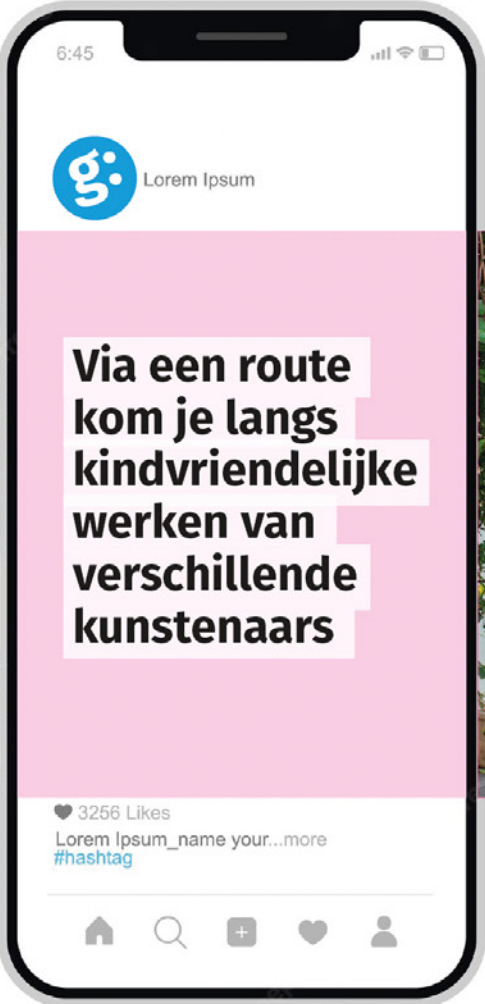 6:45
g:
Lorem Ipsum
Via een route
kom je langs
kindvriendelijke
werken van
verschillende
kunstenaars
3256 Likes
Lorem Ipsum_name your...more
#hashtag